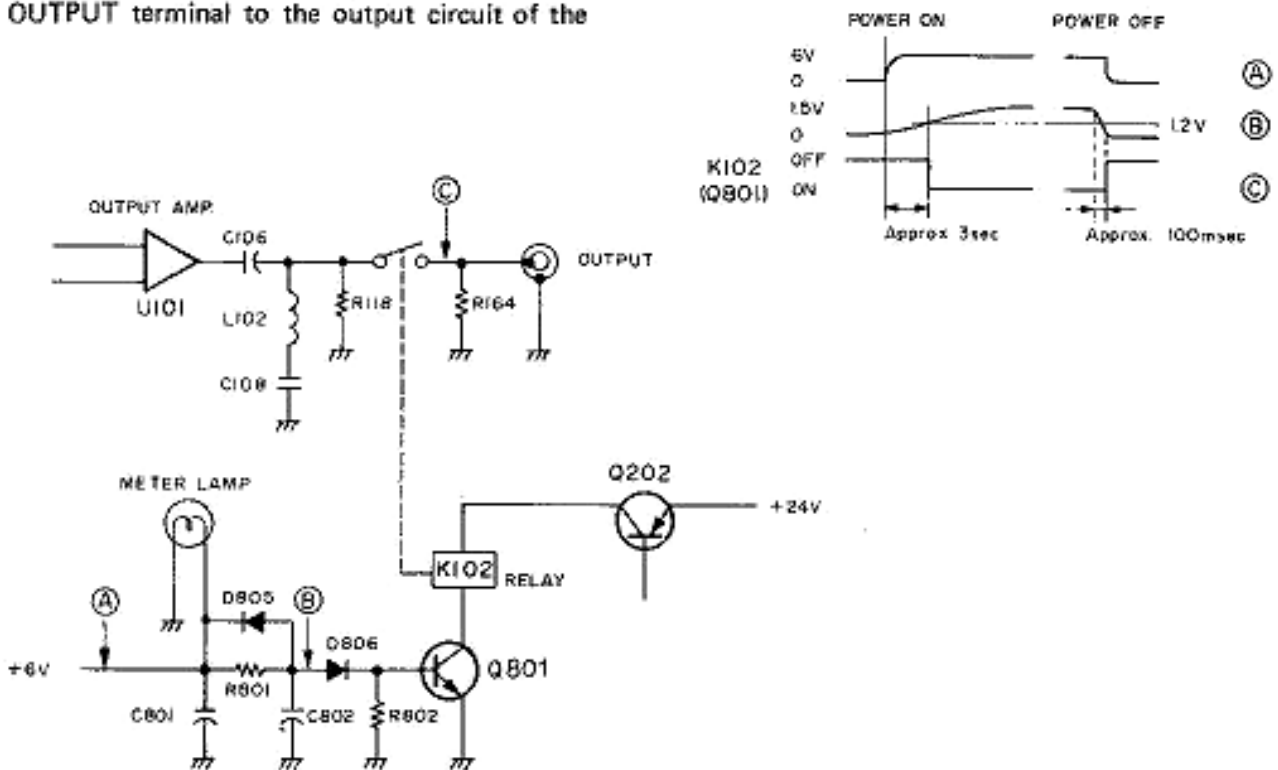 OUTPUT terminal to the output circuit of the
POWER ON
POWER OFF
6V
0
A
1.5V
0
1.2V
B
K102
(Q801)
OFF
ON
C
Approx 3sec
Approx. 100msec
C
OUTPUT AMP.
C106
OUTPUT
U101
L102
R118
R164
C108
METER LAMP
Q202
+24V
K102
RELAY
A
D805
B
D806
+6V
R801
Q801
C801
C802
R802